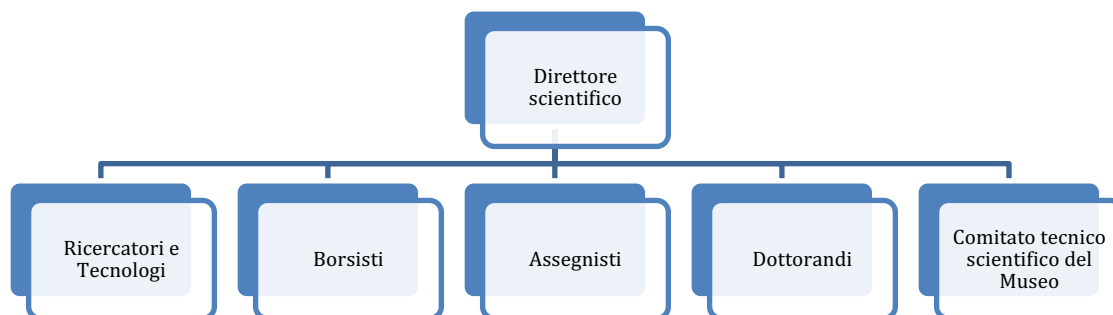 Direttore
scientifico
Ricercatori e
Tecnologi
Borsisti
Assegnisti
Dottorandi
Comitato tecnico
scientifico del
Museo